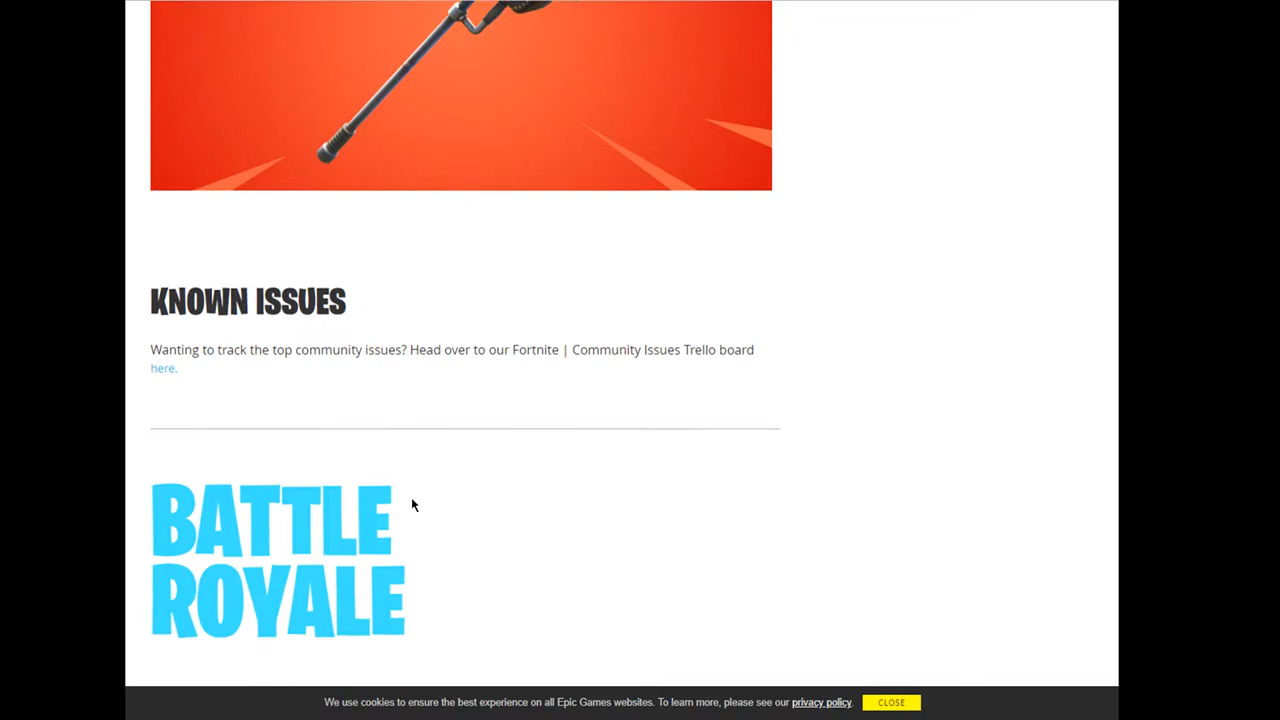 KNOWN ISSUES
Wanting to track the top community issues? Head over to our Fortnite | Community Issues Trello board
here.
BATTLE
ROYALE
We use cookies to ensure the best experience on all Epic Games websites. To learn more, please see our privacy policy. CLOSE